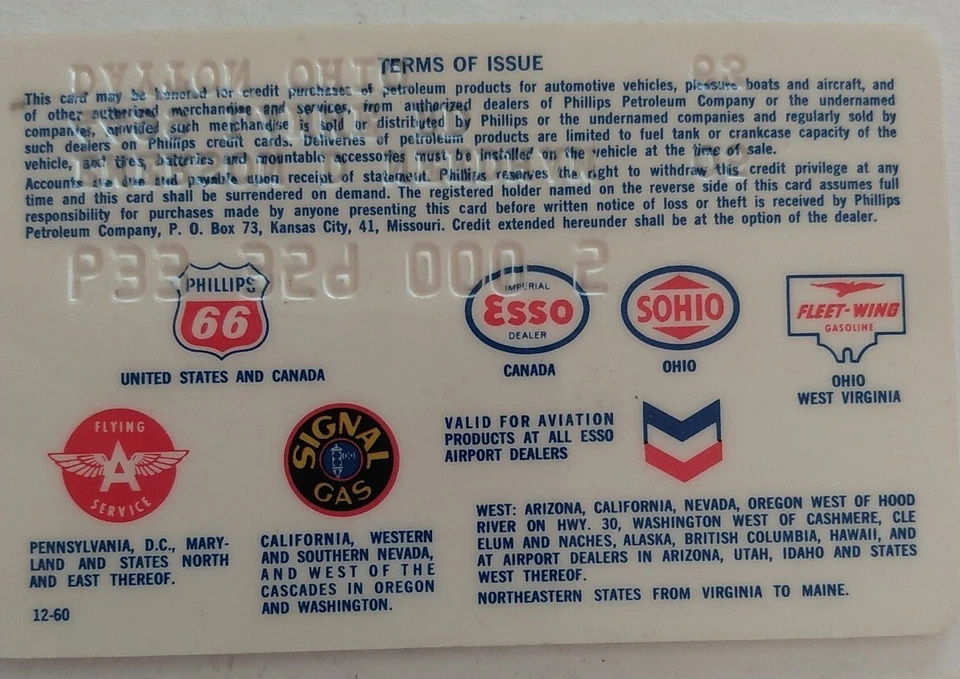 TERMS OF ISSUE
This card may be honored for credit purchases of petroleum products for automotive vehicles, pleasure boats and aircraft, and
of other authorized merchandise and services, from authorized dealers of Phillips Petroleum Company or the undernamed
companies, provided such merchandise is sold or distributed by Phillips or the undernamed companies and regularly sold by
such dealers on Phillips credit cards. Deliveries of petroleum products are limited to fuel tank or crankcase capacity of the
vehicle, and tires, batteries and mountable accessories must be installed on the vehicle at the time of sale.
Accounts are due and payable upon receipt of statement. Phillips reserves the right to withdraw this credit privilege at any
time and this card shall be surrendered on demand. The registered holder named on the reverse side of this card assumes full
responsibility for purchases made by anyone presenting this card before written notice of loss or theft is received by Phillips
Petroleum Company, P. O. Box 73, Kansas City, 41, Missouri. Credit extended hereunder shall be at the option of the dealer.
PHILLIPS
66
UNITED STATES AND CANADA
IMPERIAL
Esso
DEALER
CANADA
SOHIO
OHIO
FLEET-WING
GASOLINE
OHIO
WEST VIRGINIA
FLYING
A
SERVICE
PENNSYLVANIA, D.C., MARY-
LAND AND STATES NORTH
AND EAST THEREOF.
12-60
SIGNAL
GAS
CALIFORNIA, WESTERN
AND SOUTHERN NEVADA,
AND WEST OF THE
CASCADES IN OREGON
AND WASHINGTON.
VALID FOR AVIATION
PRODUCTS AT ALL ESSO
AIRPORT DEALERS
WEST: ARIZONA, CALIFORNIA, NEVADA, OREGON WEST OF HOOD
RIVER ON HWY. 30, WASHINGTON WEST OF CASHMERE, CLE
ELUM AND NACHES, ALASKA, BRITISH COLUMBIA, HAWAII, AND
AT AIRPORT DEALERS IN ARIZONA, UTAH, IDAHO AND STATES
WEST THEREOF.
NORTHEASTERN STATES FROM VIRGINIA TO MAINE.